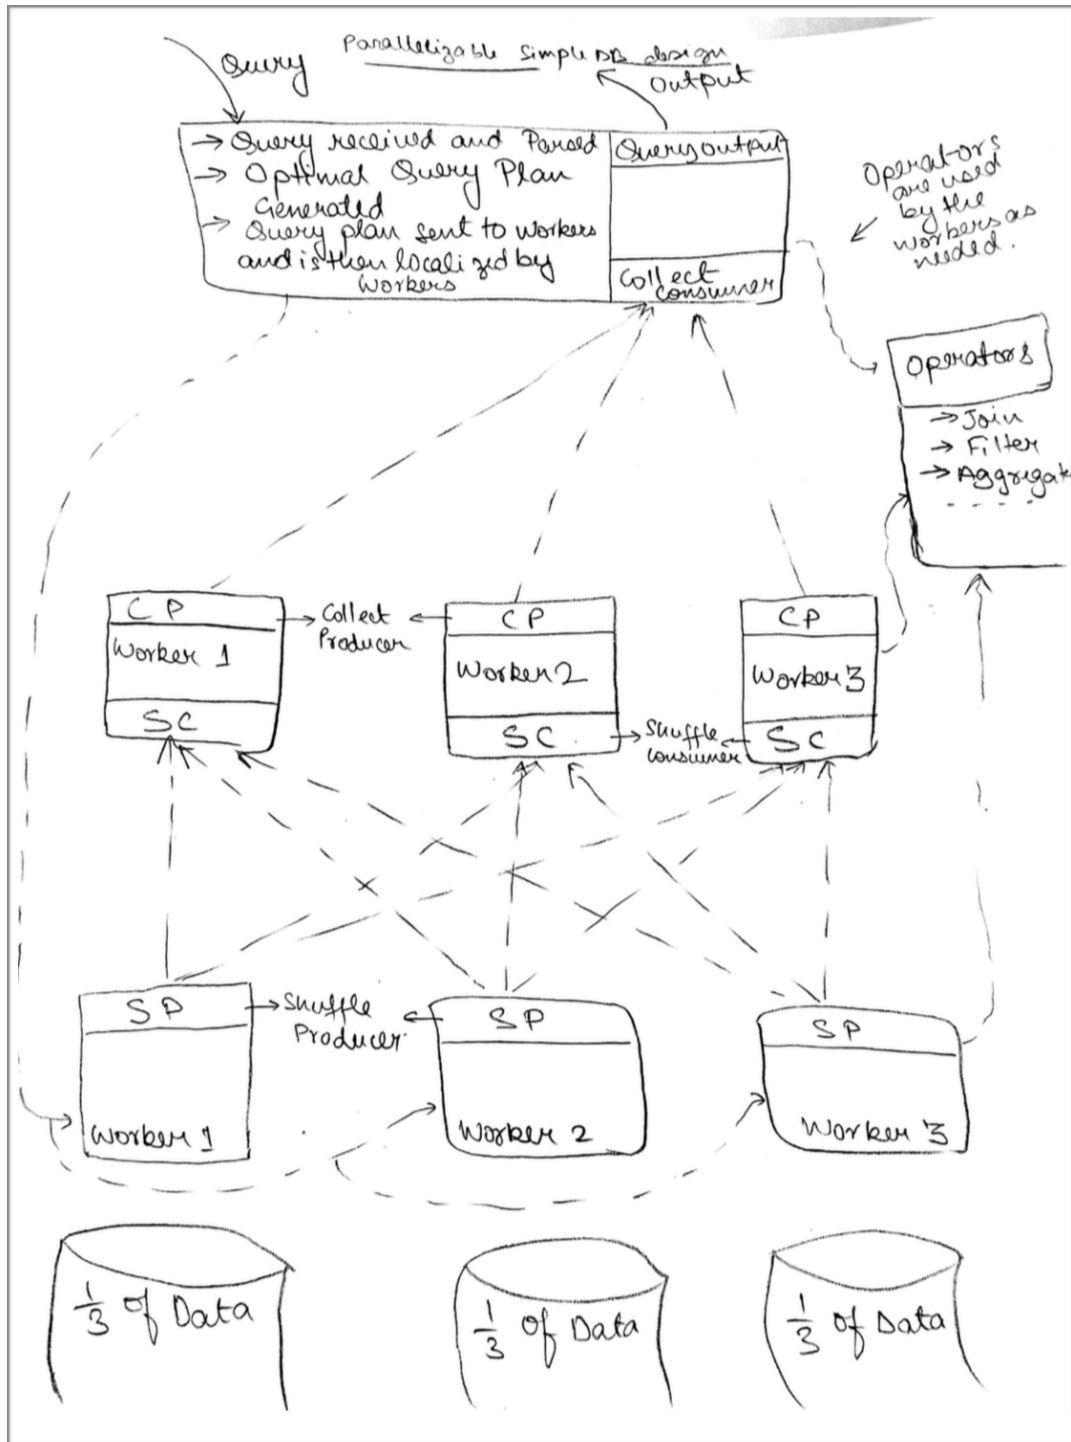 Parallelizable SimpleDB design
Query
Output
→ Query received and Parsed
→ Optimal Query Plan
Generated
→ Query plan sent to workers
and is then localized by
Workers
Query output
Collect
Consumer
Operators
are used
by the
workers as
needed.
Operators
→ Join
→ Filter
→ Aggregate
- - - - -
CP
Worker 1
SC
Collect
Producer
CP
Worker 2
SC
Shuffle
Consumer
CP
Worker 3
SC
SP
Worker 1
Shuffle
Producer
SP
Worker 2
SP
Worker 3
1/3 of Data
1/3 of Data
1/3 of Data